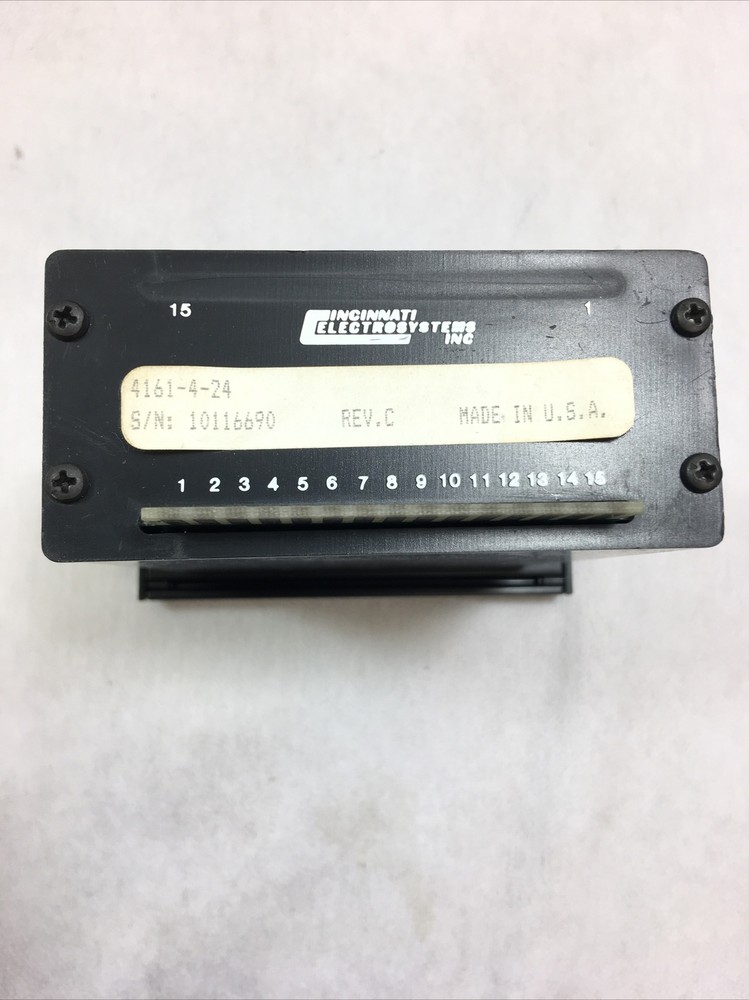 15 1
CINCINNATI
ELECTROSYSTEMS
INC
4161-4-24
S/N: 10116690 REV.C MADE IN U.S.A.
1 2 3 4 5 6 7 8 9 10 11 12 13 14 15